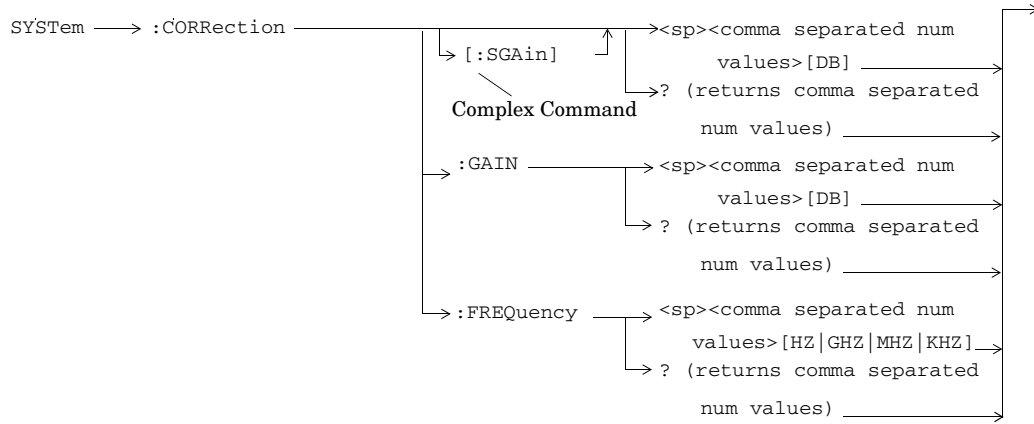 SYSTem :CORRection <sp><comma separated num
[:SGAin] values>[DB]
? (returns comma separated
Complex Command
num values)
:GAIN <sp><comma separated num
values>[DB]
? (returns comma separated
num values)
:FREQuency <sp><comma separated num
values>[HZ|GHZ|MHZ|KHZ]
? (returns comma separated
num values)